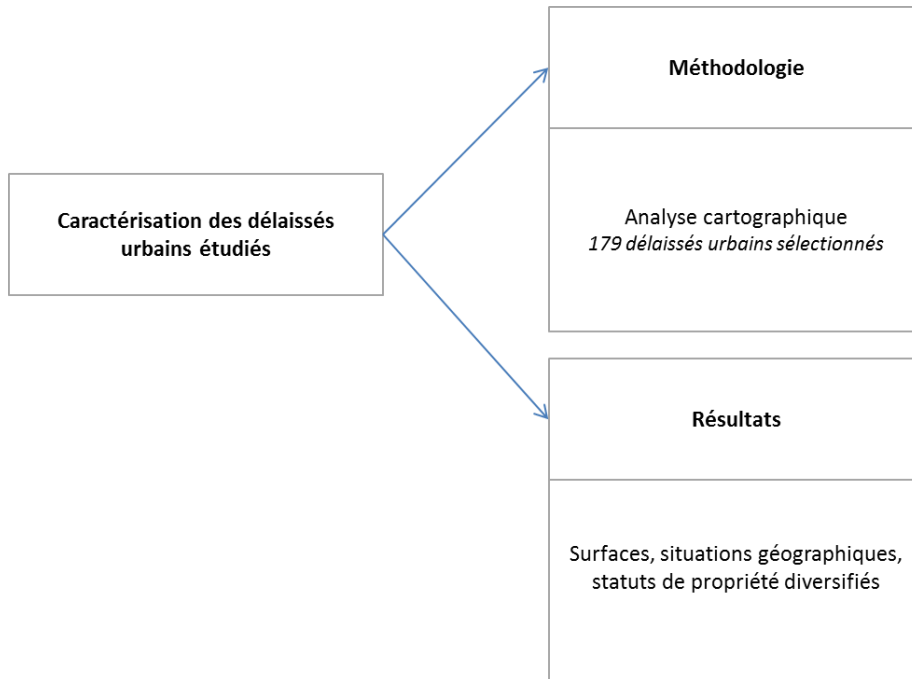 Caractérisation des délaissés
urbains étudiés
Méthodologie
Analyse cartographique
179 délaissés urbains sélectionnés
Résultats
Surfaces, situations géographiques,
statuts de propriété diversifiés